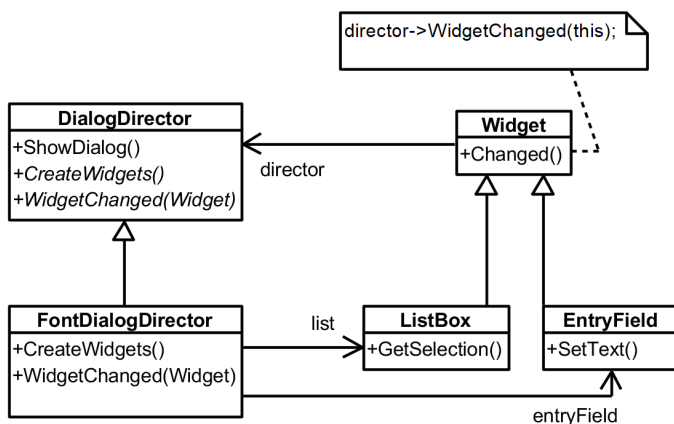 director->WidgetChanged(this);
DialogDirector
+ShowDialog()
+CreateWidgets()
+WidgetChanged(Widget)
director
Widget
+Changed()
FontDialogDirector
+CreateWidgets()
+WidgetChanged(Widget)
list
ListBox
+GetSelection()
EntryField
+SetText()
entryField